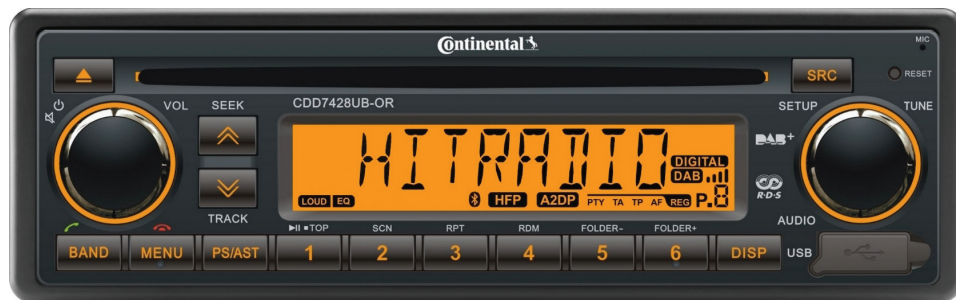 Continental
MIC
SRC
RESET
VOL
SEEK
CDD7428UB-OR
SETUP
TUNE
HITRADIO
DIGITAL
DAB
DAB+
R·D·S
LOUD EQ
HFP A2DP PTY TA TP AF REG P.8
TRACK
AUDIO
▶II ■TOP SCN RPT RDM FOLDER- FOLDER+
BAND MENU PS/AST 1 2 3 4 5 6 DISP USB